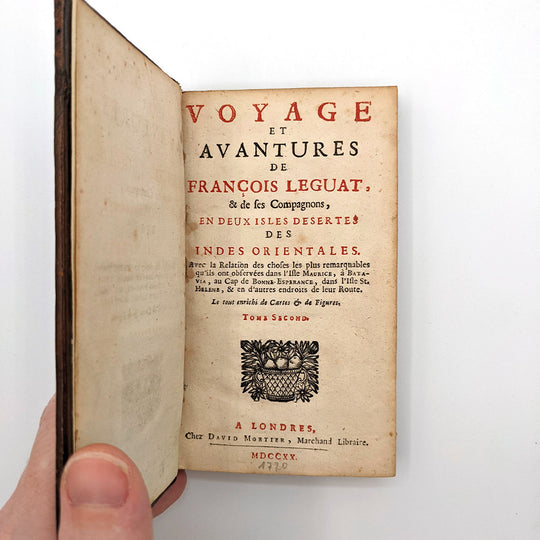 VOYAGE
ET
AVANTURES
DE
FRANÇOIS LEGUAT,
& de ſes Compagnons,
EN DEUX ISLES DESERTES
DES
INDES ORIENTALES.
Avec la Relation des choſes les plus remarquables
qu'ils ont obſervées dans l'Iſle MAURICE, à BATA-
VIA, au Cap de BONNE-ESPERANCE, dans l'Iſle St.
HELENE, & en d'autres endroits de leur Route.
Le tout enrichi de Cartes & de Figures.
TOME SECOND.
A LONDRES,
Chez DAVID MORTIER, Marchand Libraire.
MDCCXX.
1720